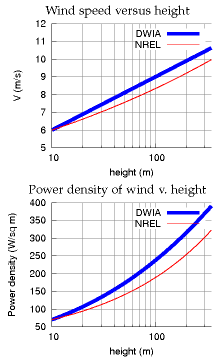 Wind speed versus height
12
11
10
9
8
7
6
5
V (m/s)
DWIA
NREL
10
100
height (m)
Power density of wind v. height
400
350
300
250
200
150
100
50
Power density (W/sq m)
DWIA
NREL
10
100
height (m)